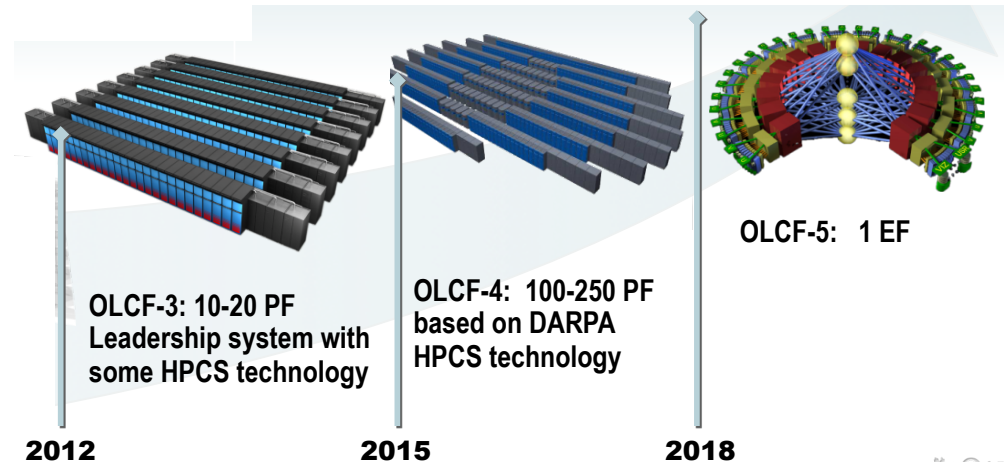 OLCF-3: 10-20 PF
Leadership system with
some HPCS technology
OLCF-4:  100-250 PF
based on DARPA
HPCS technology
OLCF-5:   1 EF
2012
2015
2018